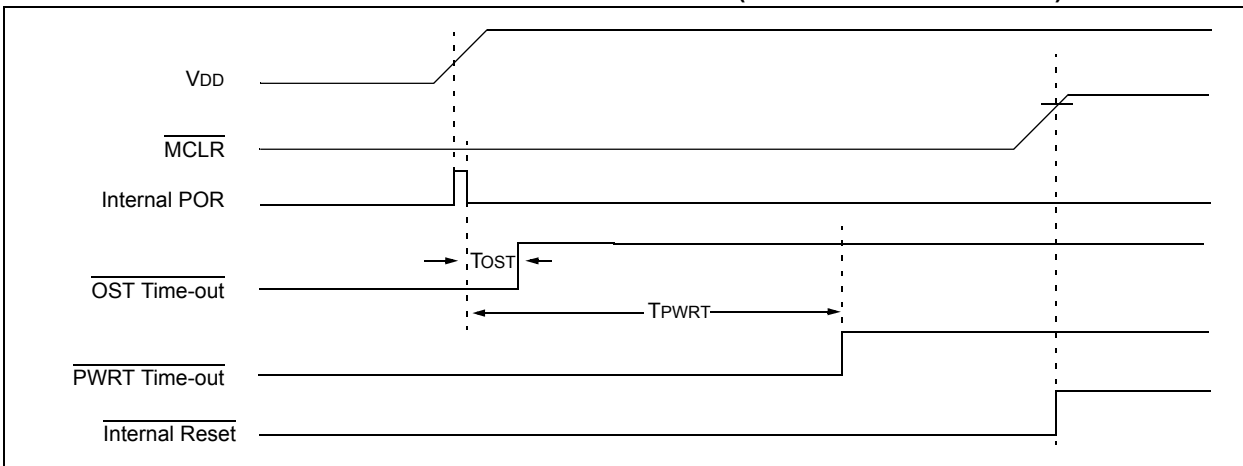 VDD
MCLR
Internal POR
TOST
OST Time-out
TPWRT
PWRT Time-out
Internal Reset